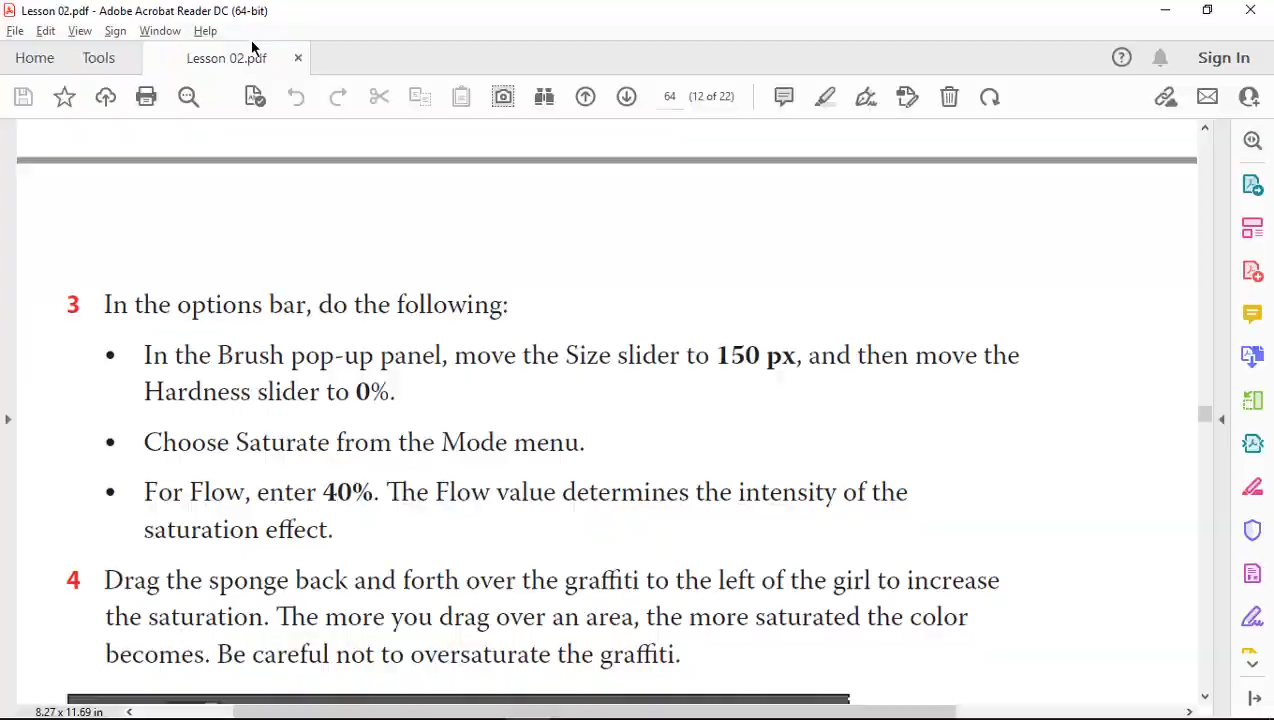 Lesson 02.pdf - Adobe Acrobat Reader DC (64-bit)
File Edit View Sign Window Help
Home Tools Lesson 02.pdf Sign In
64 (12 of 22)
3 In the options bar, do the following:
• In the Brush pop-up panel, move the Size slider to 150 px, and then move the
Hardness slider to 0%.
• Choose Saturate from the Mode menu.
• For Flow, enter 40%. The Flow value determines the intensity of the
saturation effect.
4 Drag the sponge back and forth over the graffiti to the left of the girl to increase
the saturation. The more you drag over an area, the more saturated the color
becomes. Be careful not to oversaturate the graffiti.
8.27 x 11.69 in